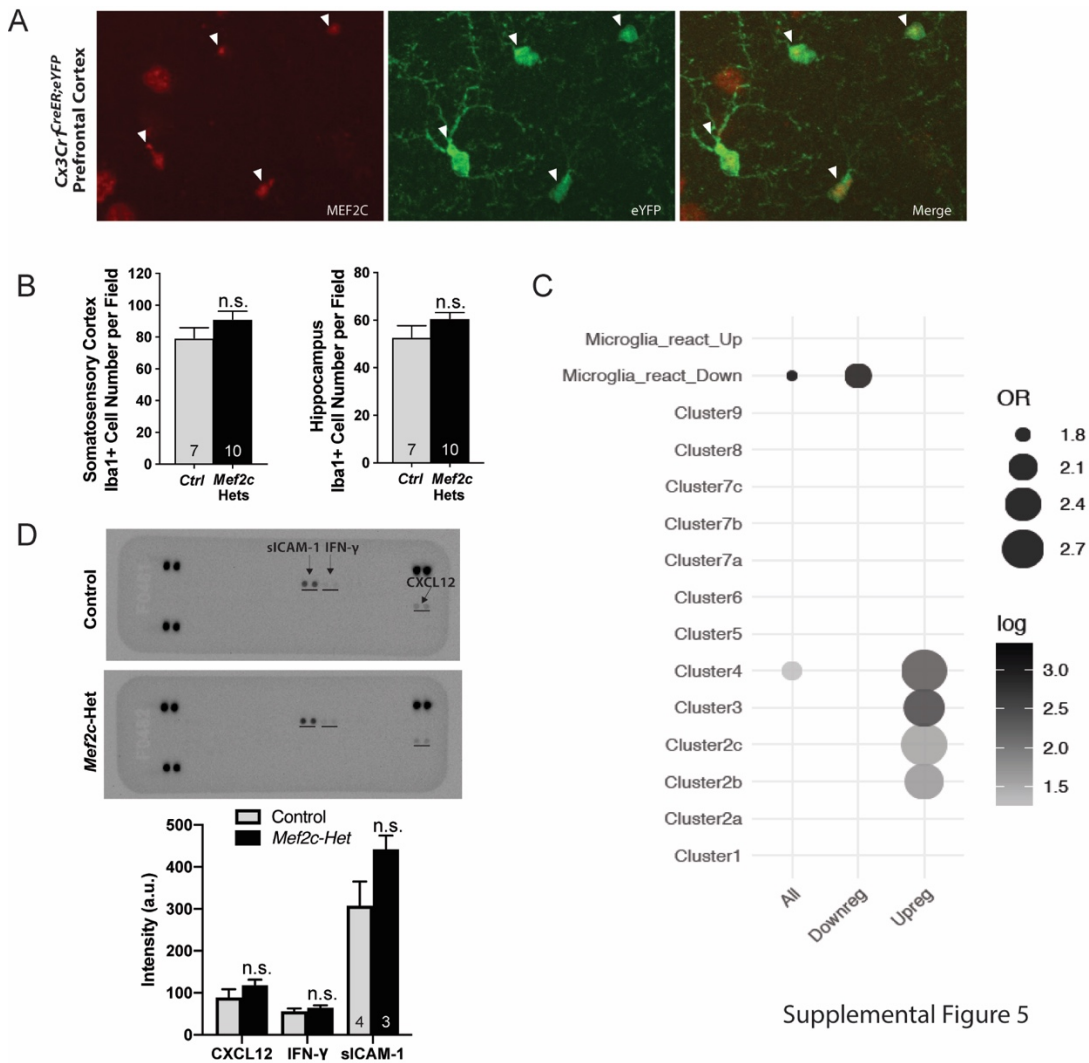 A
Cx3Cr1CreER;eYFP
Prefrontal Cortex
MEF2C
eYFP
Merge
B
Somatosensory Cortex
Iba1+ Cell Number per Field
120
100
80
60
40
20
0
n.s.
7
10
Ctrl
Mef2c
Hets
Hippocampus
Iba1+ Cell Number per Field
80
60
40
20
0
n.s.
7
10
Ctrl
Mef2c
Hets
C
Microglia_react_Up
Microglia_react_Down
Cluster9
Cluster8
Cluster7c
Cluster7b
Cluster7a
Cluster6
Cluster5
Cluster4
Cluster3
Cluster2c
Cluster2b
Cluster2a
Cluster1
All
Downreg
Upreg
OR
1.8
2.1
2.4
2.7
log
3.0
2.5
2.0
1.5
D
Control
sICAM-1 IFN-γ
CXCL12
Mef2c-Het
Control
Mef2c-Het
Intensity (a.u.)
500
400
300
200
100
0
n.s.
n.s.
n.s.
4
3
CXCL12
IFN-γ
sICAM-1
Supplemental Figure 5